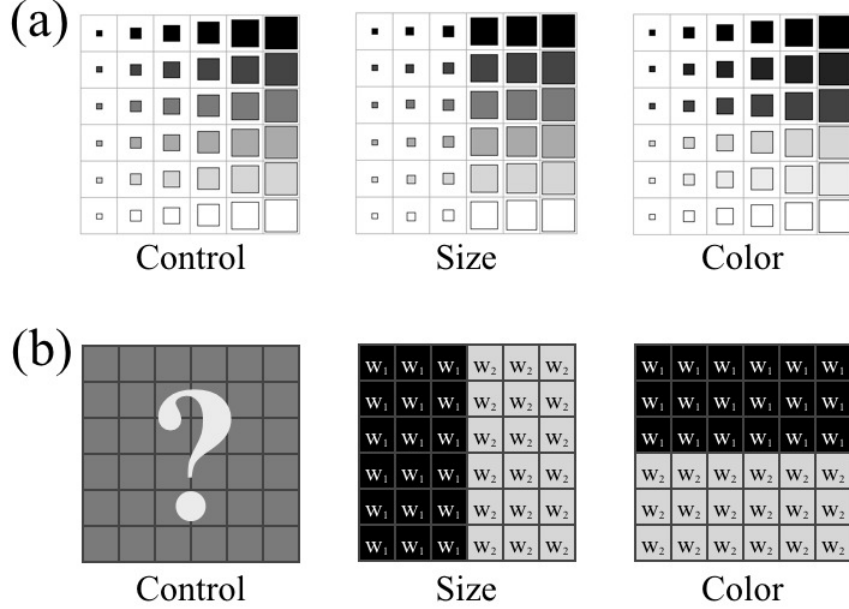 (a)
Control Size Color
(b)
?
W₁ W₁ W₁ W₂ W₂ W₂ W₁ W₁ W₁ W₁ W₁ W₁
W₁ W₁ W₁ W₂ W₂ W₂ W₁ W₁ W₁ W₁ W₁ W₁
W₁ W₁ W₁ W₂ W₂ W₂ W₁ W₁ W₁ W₁ W₁ W₁
W₁ W₁ W₁ W₂ W₂ W₂ W₂ W₂ W₂ W₂ W₂ W₂
W₁ W₁ W₁ W₂ W₂ W₂ W₂ W₂ W₂ W₂ W₂ W₂
W₁ W₁ W₁ W₂ W₂ W₂ W₂ W₂ W₂ W₂ W₂ W₂
Control Size Color